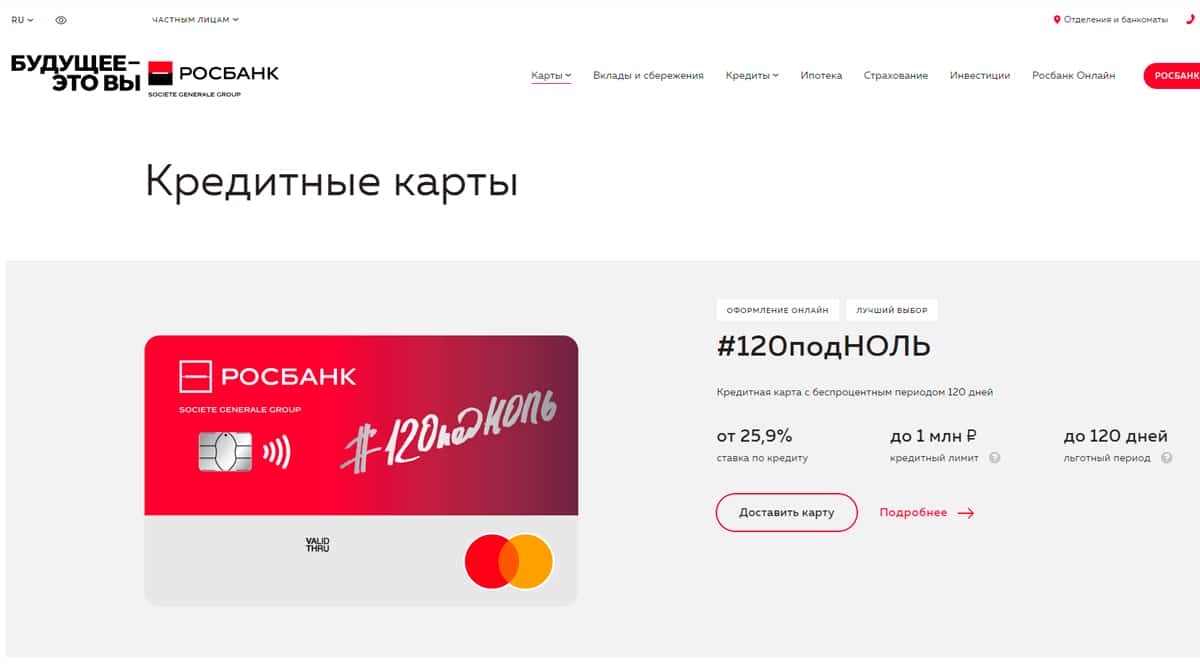 RU
ЧАСТНЫМ ЛИЦАМ
Отделения и банкоматы
БУДУЩЕЕ–
ЭТО ВЫ
РОСБАНК
SOCIETE GENERALE GROUP
Карты
Вклады и сбережения
Кредиты
Ипотека
Страхование
Инвестиции
Росбанк Онлайн
РОСБАНК
Кредитные карты
РОСБАНК
SOCIETE GENERALE GROUP
#120подНОЛЬ
VALID
THRU
ОФОРМЛЕНИЕ ОНЛАЙН
ЛУЧШИЙ ВЫБОР
#120подНОЛЬ
Кредитная карта с беспроцентным периодом 120 дней
от 25,9%
ставка по кредиту
до 1 млн ₽
кредитный лимит ?
до 120 дней
льготный период ?
Доставить карту
Подробнее